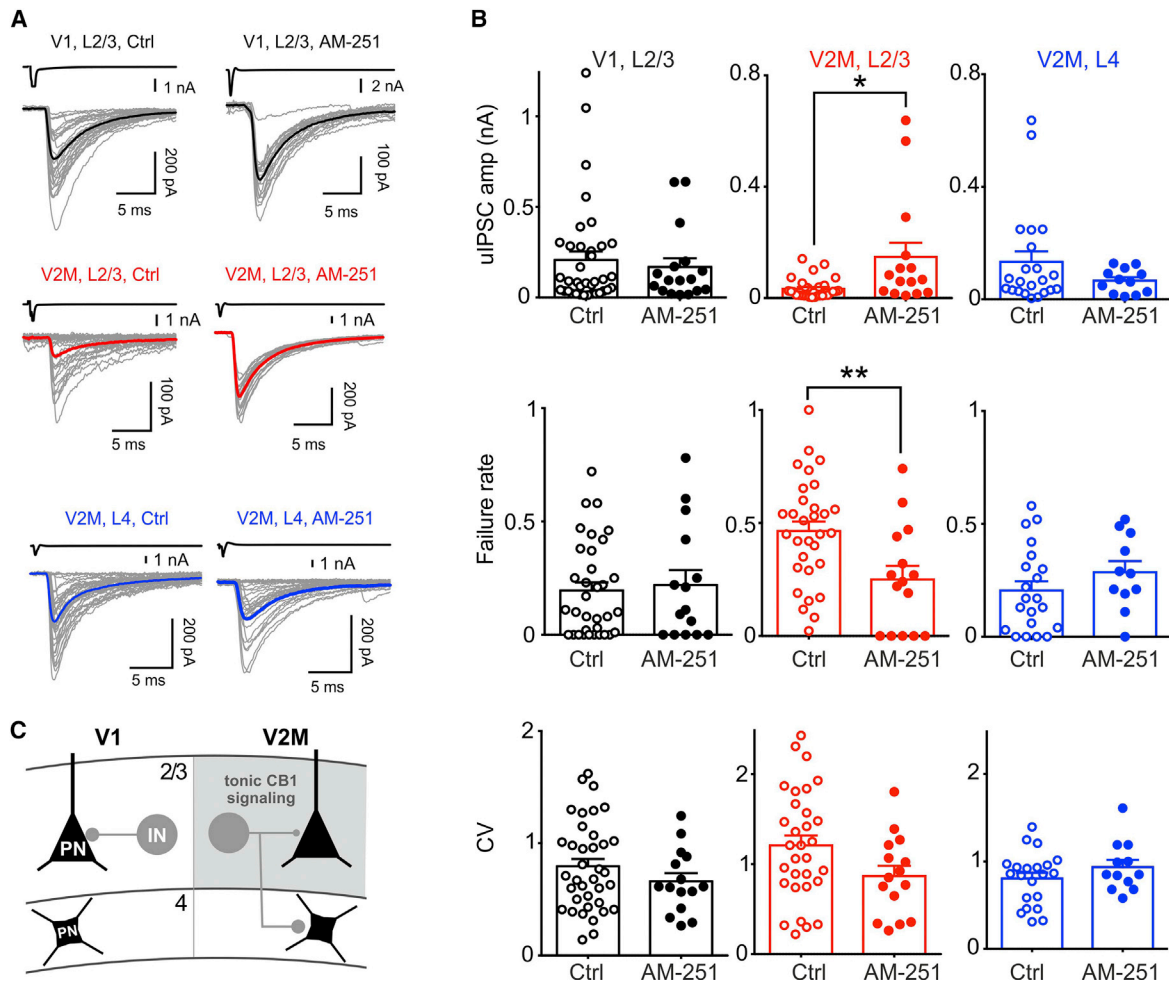 A
V1, L2/3, Ctrl
V1, L2/3, AM-251
1 nA
2 nA
200 pA
100 pA
5 ms
5 ms
V2M, L2/3, Ctrl
V2M, L2/3, AM-251
1 nA
1 nA
100 pA
200 pA
5 ms
5 ms
V2M, L4, Ctrl
V2M, L4, AM-251
1 nA
1 nA
200 pA
200 pA
5 ms
5 ms
B
V1, L2/3
V2M, L2/3
V2M, L4
uIPSC amp (nA)
1
0.5
0
Ctrl
AM-251
0.8
0.4
0
*
Ctrl
AM-251
0.8
0.4
0
Ctrl
AM-251
Failure rate
1
0.5
0
Ctrl
AM-251
1
0.5
0
**
Ctrl
AM-251
1
0.5
0
Ctrl
AM-251
CV
2
1
0
Ctrl
AM-251
2
1
0
Ctrl
AM-251
2
1
0
Ctrl
AM-251
C
V1
V2M
2/3
tonic CB1
signaling
PN
IN
4
PN